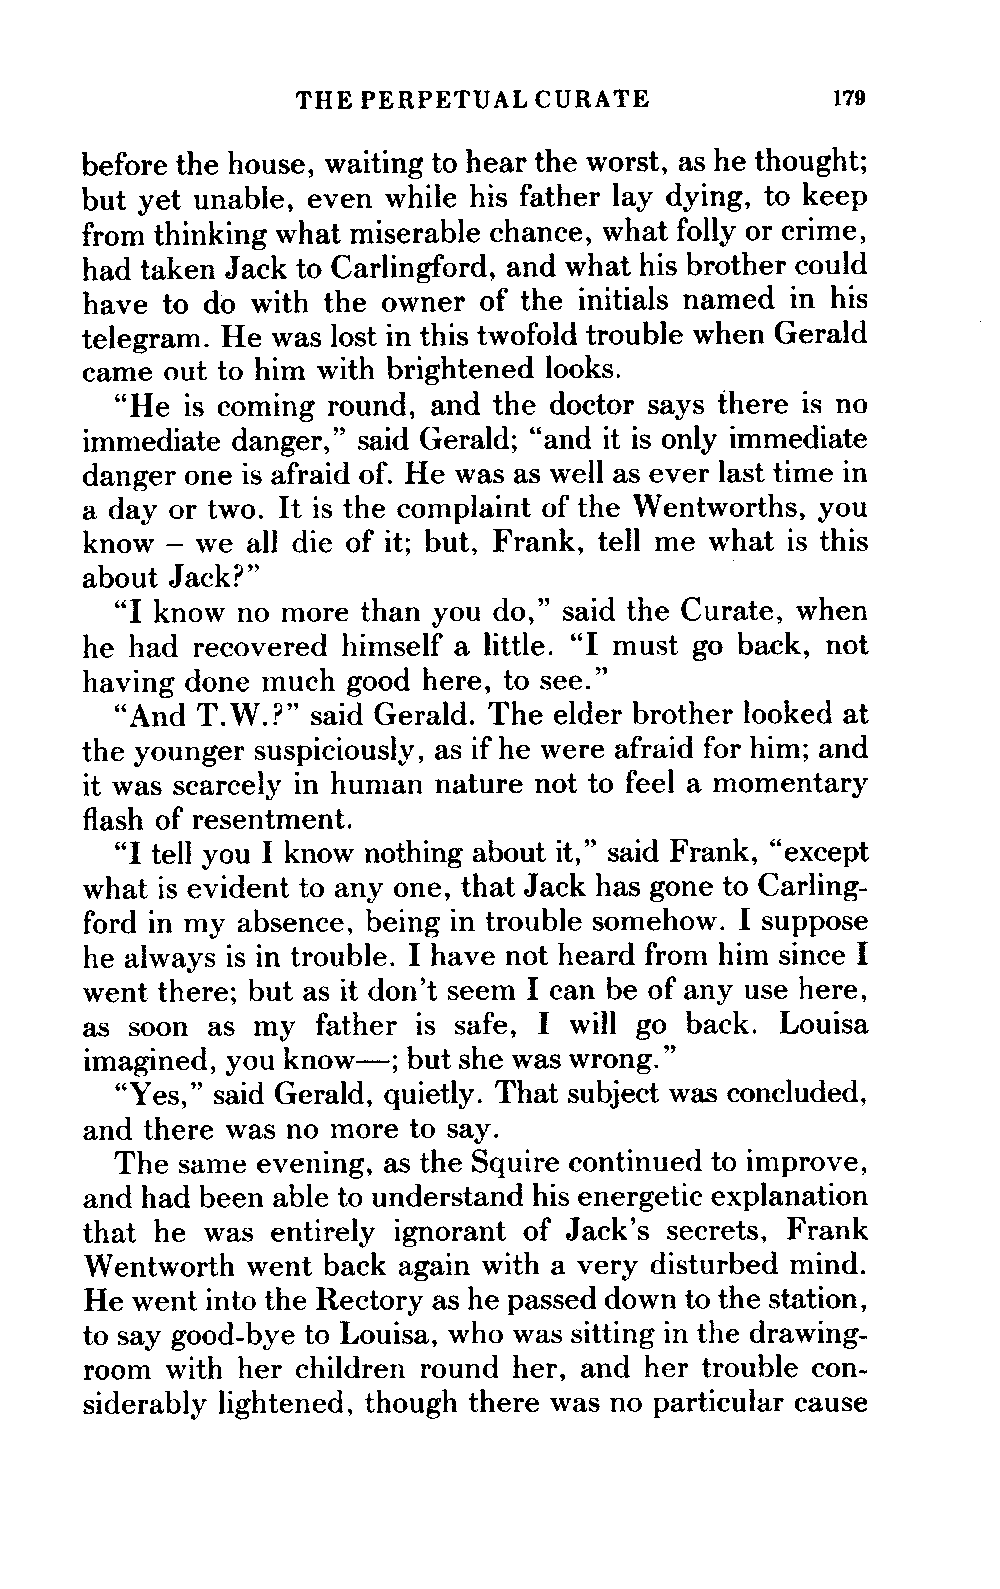 THE PERPETUAL CURATE 179
before the house, waiting to hear the worst, as he thought;
but yet unable, even while his father lay dying, to keep
from thinking what miserable chance, what folly or crime,
had taken Jack to Carlingford, and what his brother could
have to do with the owner of the initials named in his
telegram. He was lost in this twofold trouble when Gerald
came out to him with brightened looks.
“He is coming round, and the doctor says there is no
immediate danger,” said Gerald; “and it is only immediate
danger one is afraid of. He was as well as ever last time in
a day or two. It is the complaint of the Wentworths, you
know – we all die of it; but, Frank, tell me what is this
about Jack?”
“I know no more than you do,” said the Curate, when
he had recovered himself a little. “I must go back, not
having done much good here, to see.”
“And T.W.?” said Gerald. The elder brother looked at
the younger suspiciously, as if he were afraid for him; and
it was scarcely in human nature not to feel a momentary
flash of resentment.
“I tell you I know nothing about it,” said Frank, “except
what is evident to any one, that Jack has gone to Carling-
ford in my absence, being in trouble somehow. I suppose
he always is in trouble. I have not heard from him since I
went there; but as it don’t seem I can be of any use here,
as soon as my father is safe, I will go back. Louisa
imagined, you know—; but she was wrong.”
“Yes,” said Gerald, quietly. That subject was concluded,
and there was no more to say.
The same evening, as the Squire continued to improve,
and had been able to understand his energetic explanation
that he was entirely ignorant of Jack’s secrets, Frank
Wentworth went back again with a very disturbed mind.
He went into the Rectory as he passed down to the station,
to say good-bye to Louisa, who was sitting in the drawing-
room with her children round her, and her trouble con-
siderably lightened, though there was no particular cause